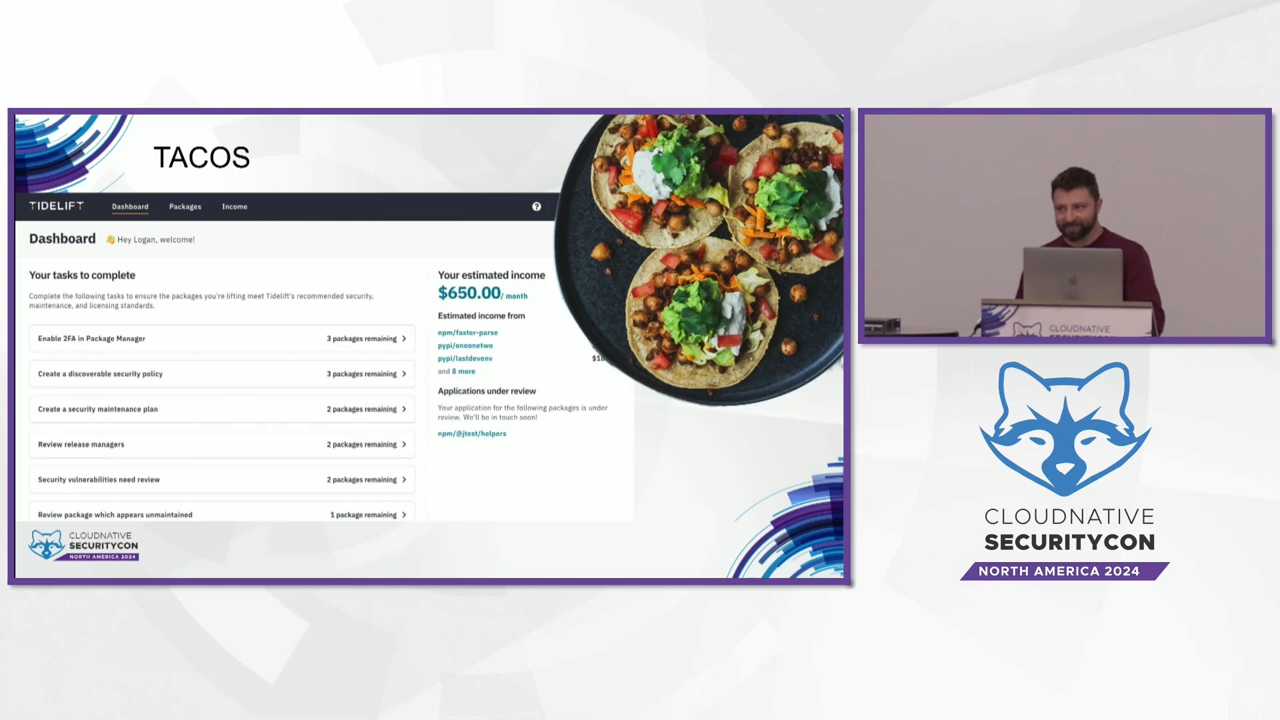 TACOS
TIDELIFT
Dashboard
Packages
Income
?
Dashboard
Hey Logan, welcome!
Your tasks to complete
Complete the following tasks to ensure the packages you're lifting meet Tidelift's recommended security,
maintenance, and licensing standards.
Enable 2FA in Package Manager
3 packages remaining
Create a discoverable security policy
3 packages remaining
Create a security maintenance plan
2 packages remaining
Review release managers
2 packages remaining
Security vulnerabilities need review
2 packages remaining
Review package which appears unmaintained
1 package remaining
Your estimated income
$650.00/ month
Estimated income from
npm/faster-parse
pypi/oneonetwo
pypi/lastdevenv
and 8 more
Applications under review
Your application for the following packages is under
review. We'll be in touch soon!
npm/@jtest/helpers
CLOUDNATIVE
SECURITYCON
NORTH AMERICA 2024
CLOUDNATIVE
CLOUDNATIVE
SECURITYCON
NORTH AMERICA 2024